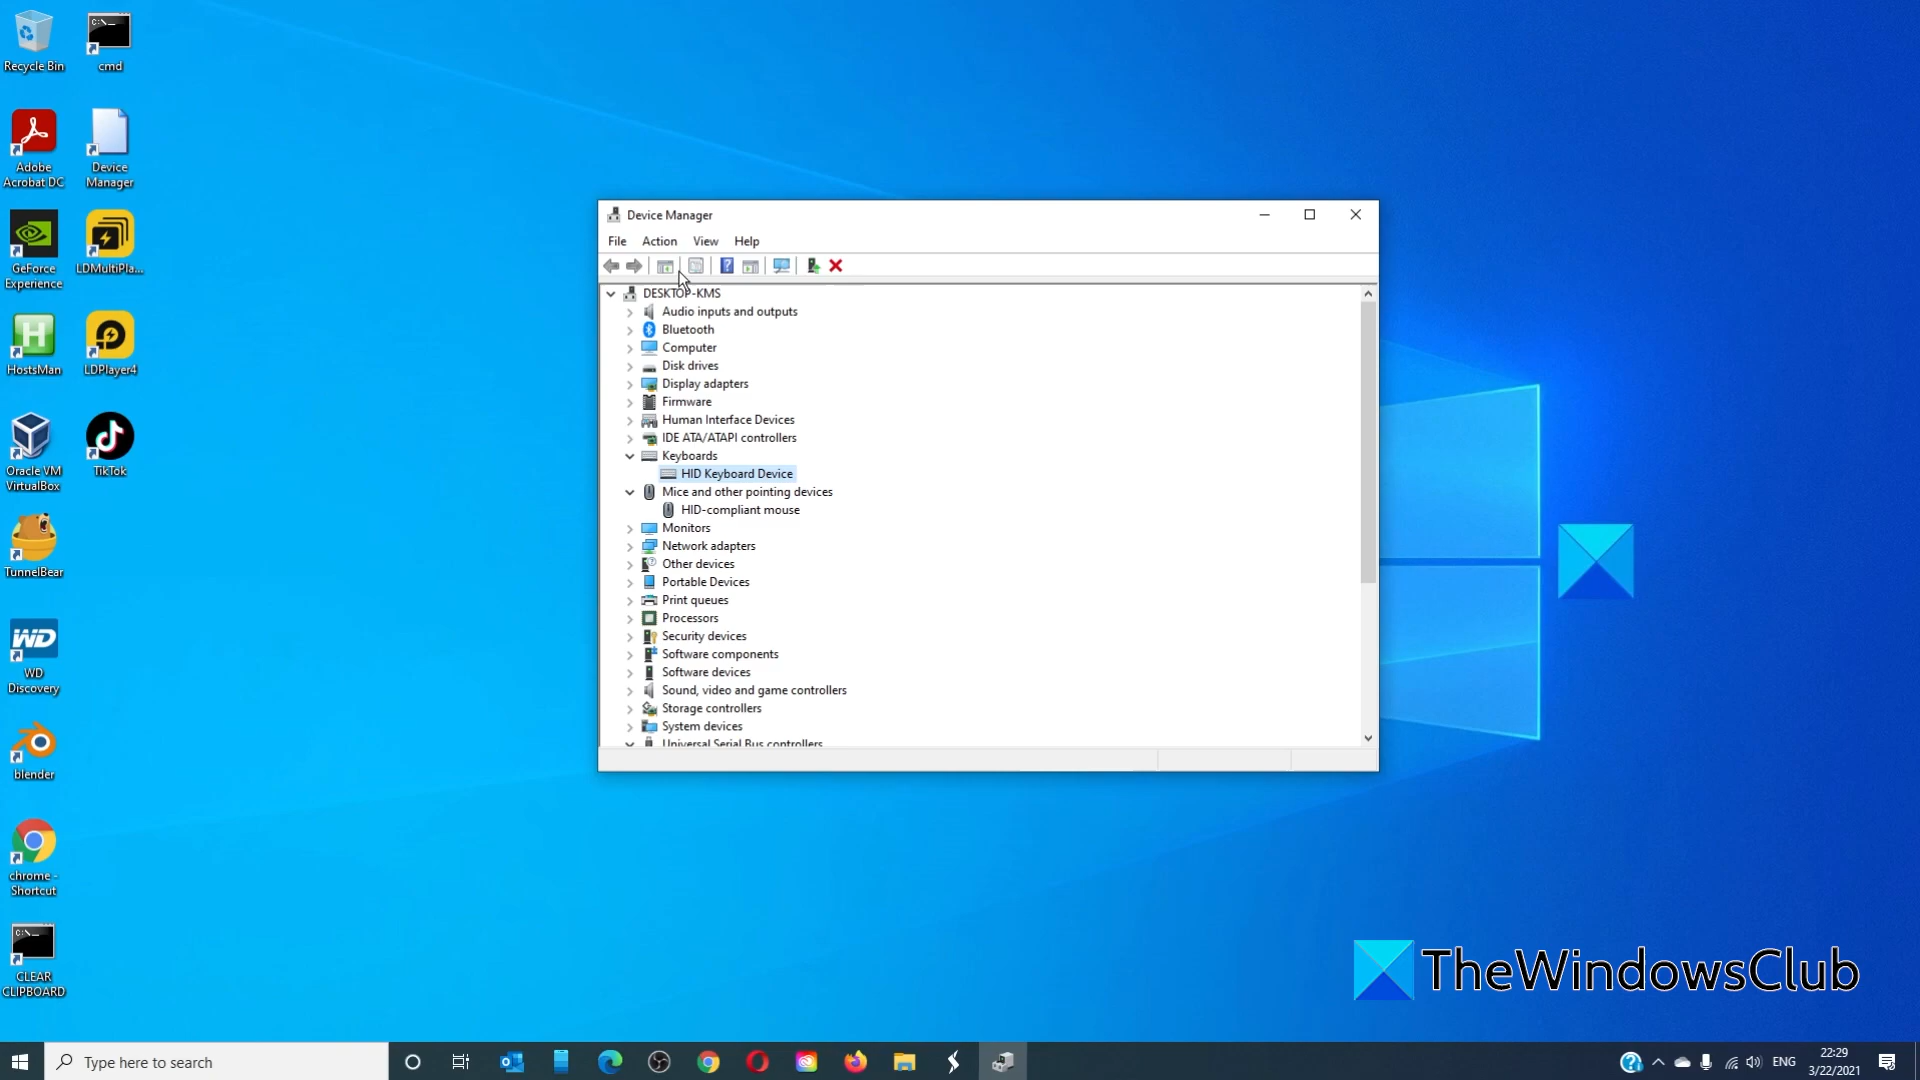 Recycle Bin
cmd
Adobe
Acrobat DC
Device
Manager
GeForce
Experience
LDMultiPla...
HostsMan
LDPlayer4
Oracle VM
VirtualBox
TikTok
TunnelBear
WD
WD
Discovery
blender
chrome -
Shortcut
CLEAR
CLIPBOARD
Device Manager
File Action View Help
DESKTOP-KMS
Audio inputs and outputs
Bluetooth
Computer
Disk drives
Display adapters
Firmware
Human Interface Devices
IDE ATA/ATAPI controllers
Keyboards
HID Keyboard Device
Mice and other pointing devices
HID-compliant mouse
Monitors
Network adapters
Other devices
Portable Devices
Print queues
Processors
Security devices
Software components
Software devices
Sound, video and game controllers
Storage controllers
System devices
Universal Serial Bus controllers
TheWindowsClub
Type here to search
ENG
22:29
3/22/2021